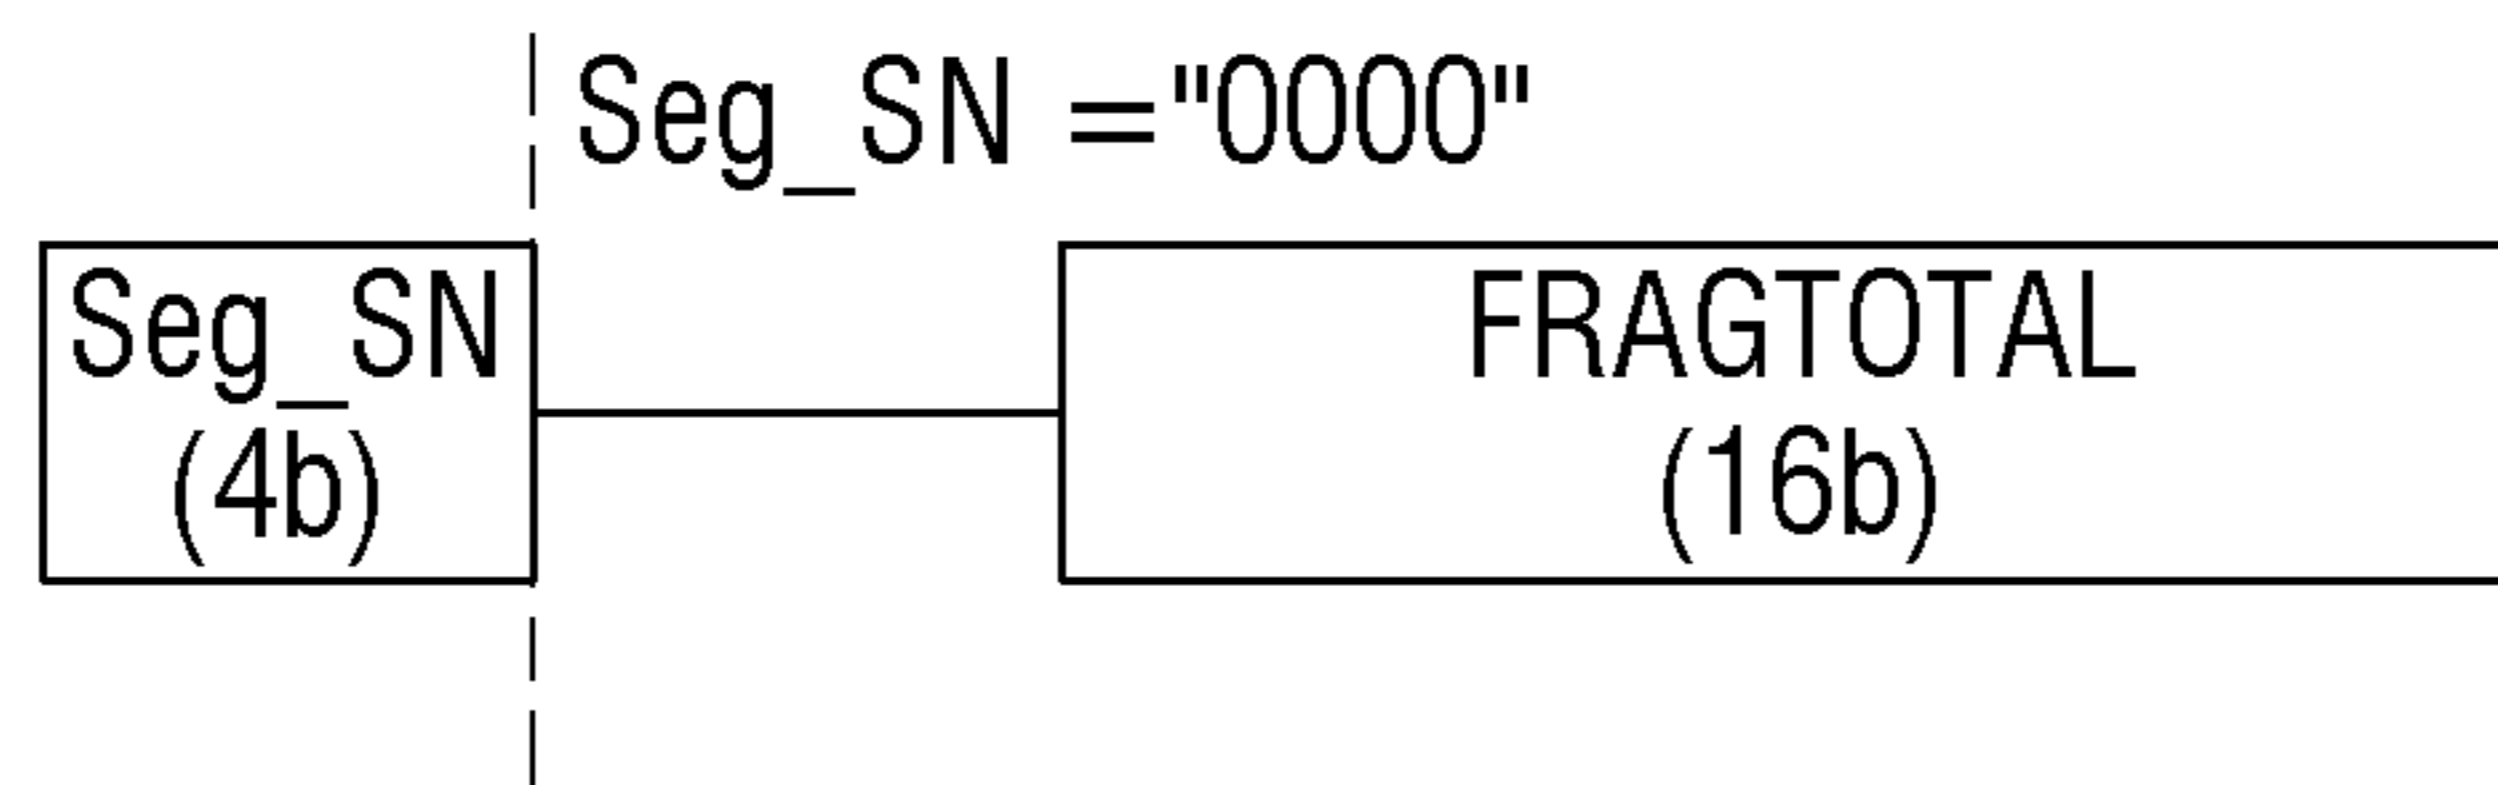 Seg_SN ="0000"
Seg_SN
(4b)
FRAGTOTAL
(16b)